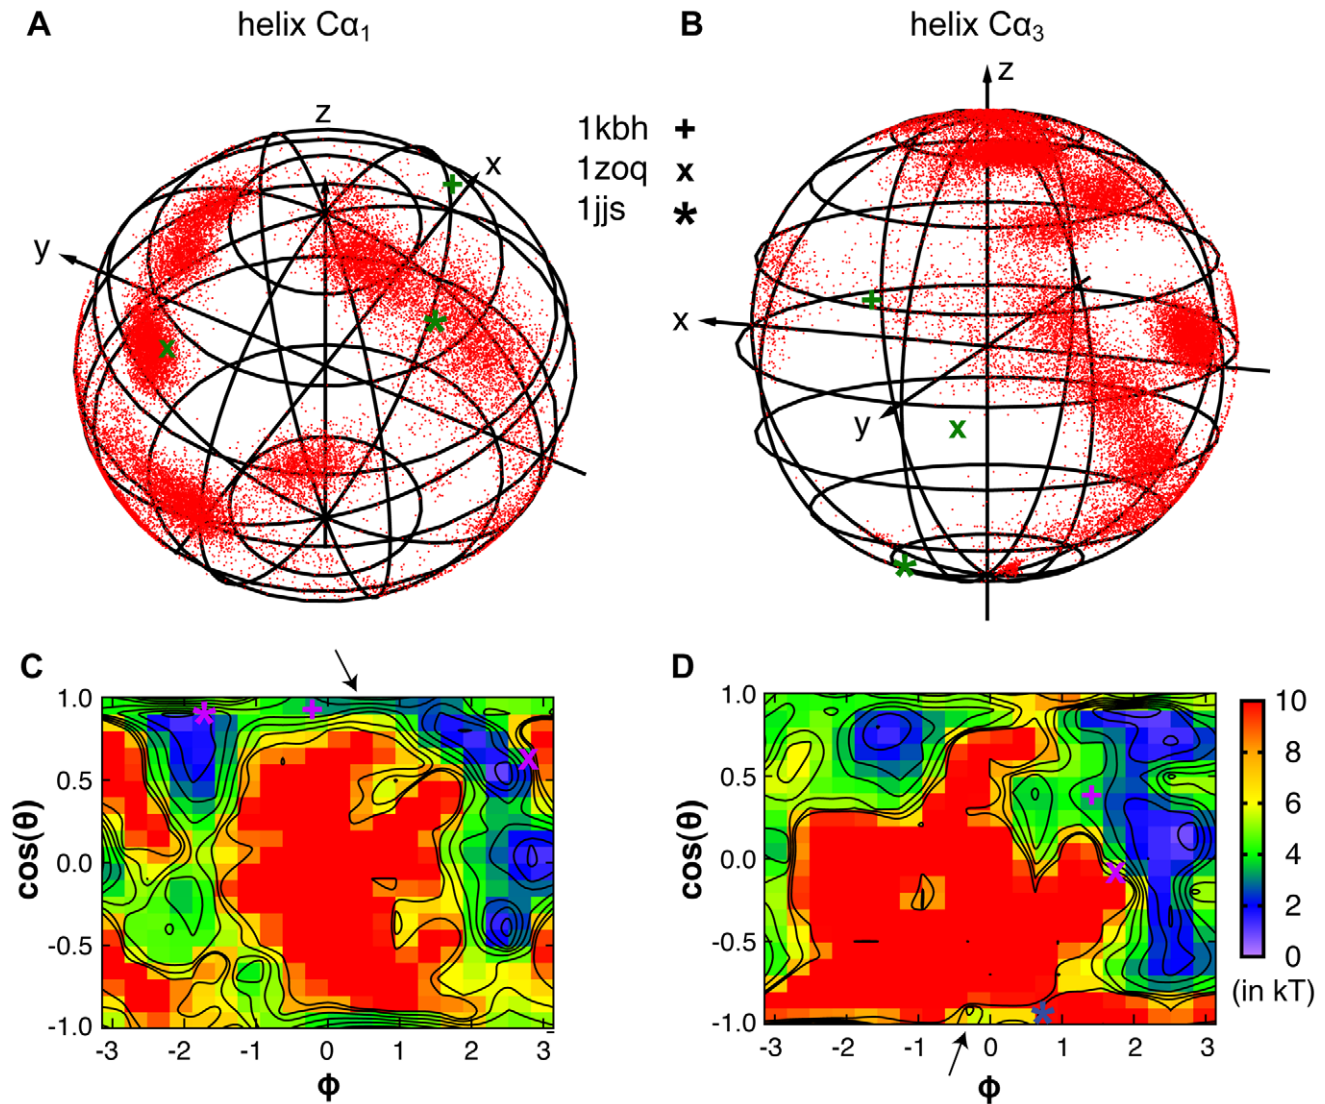 A helix Cα1
B helix Cα3
z
x
y
1kbh +
1zoq x
1jjs *
z
x
y
C
1.0
0.5
0.0
-0.5
-1.0
cos(θ)
-3 -2 -1 0 1 2 3
ϕ
D
1.0
0.5
0.0
-0.5
-1.0
cos(θ)
-3 -2 -1 0 1 2 3
ϕ
10
8
6
4
2
0
(in kT)